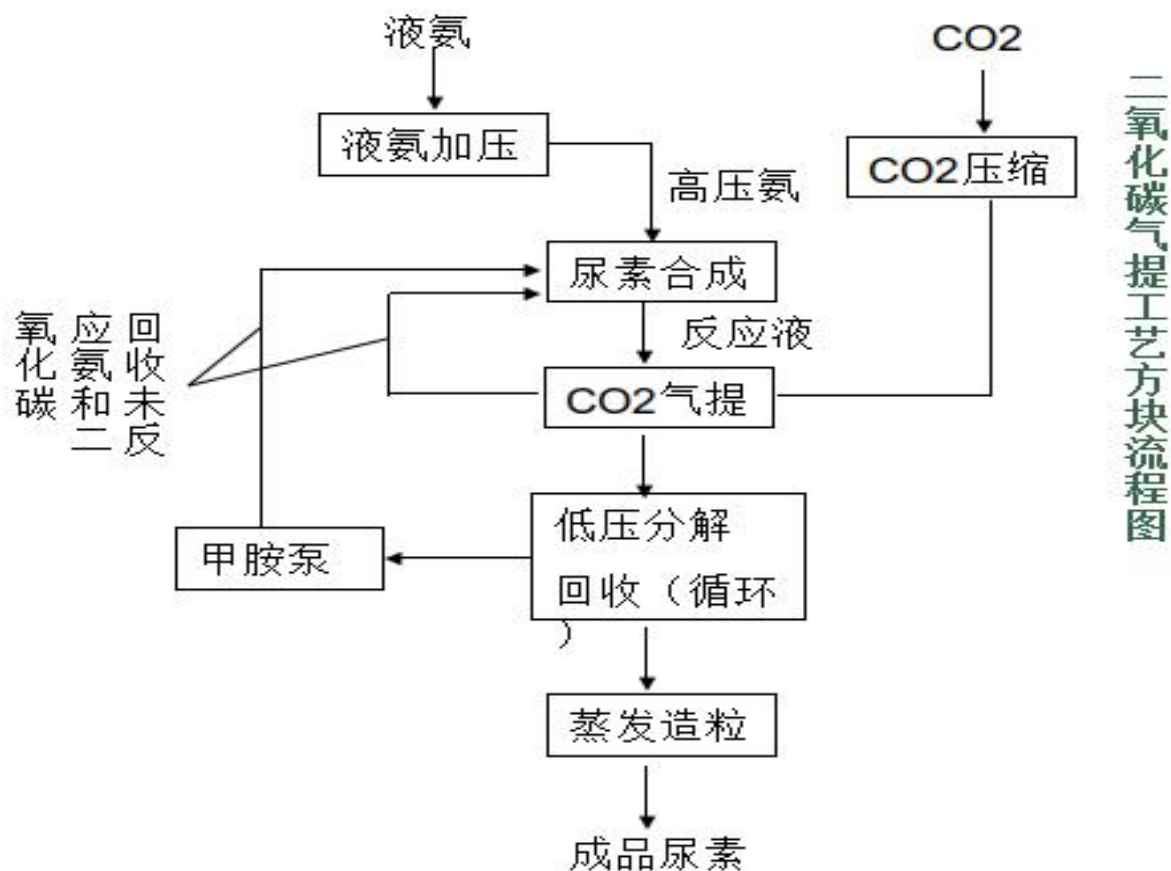 液氨
CO2
液氨加压
CO2压缩
高压氨
尿素合成
反应液
回收未反
应氨和二
氧化碳
CO2气提
低压分解
回收（循环
）
甲胺泵
蒸发造粒
成品尿素
二氧化碳气提工艺方块流程图